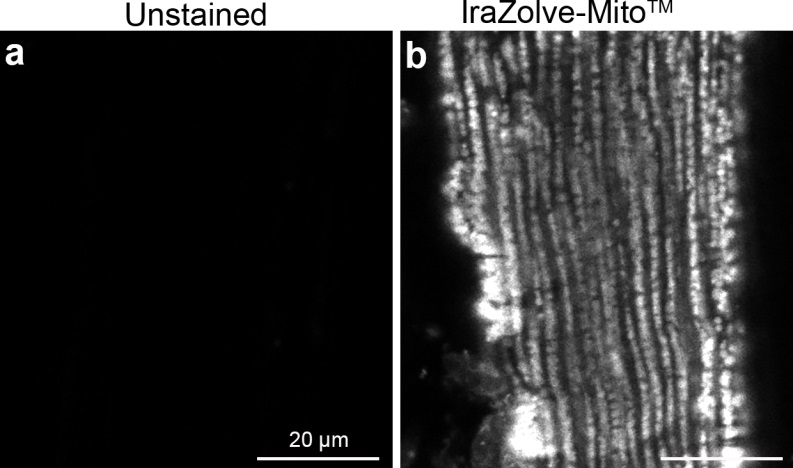 Unstained
IraZolve-Mito™
a
b
20 µm